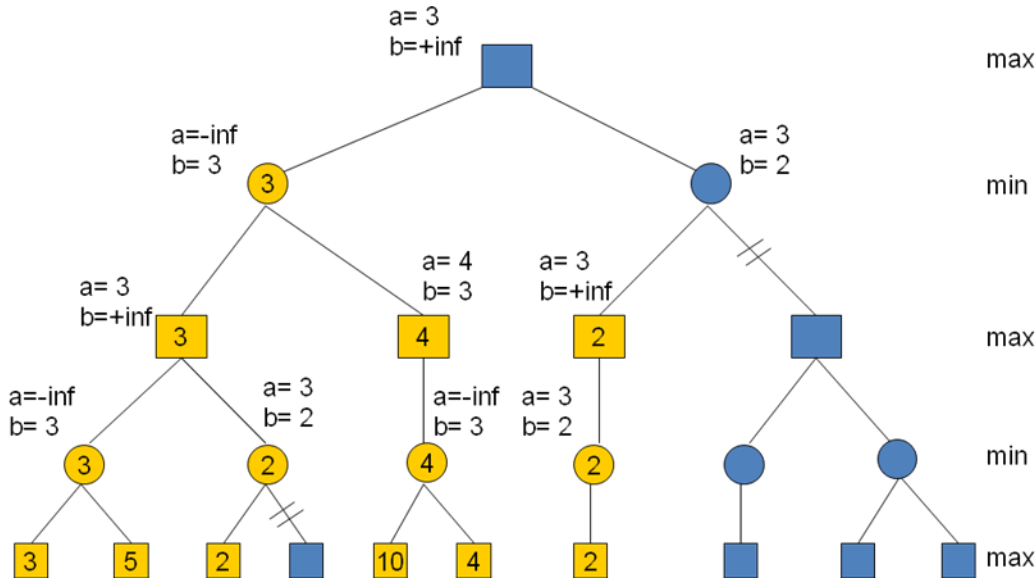 a= 3
b=+inf
max
a=-inf
b= 3
3
a= 3
b= 2
min
a= 3
b=+inf
3
a= 4
b= 3
4
a= 3
b=+inf
2
max
a=-inf
b= 3
3
a= 3
b= 2
2
a=-inf
b= 3
4
a= 3
b= 2
2
min
3
5
2
10
4
2
max